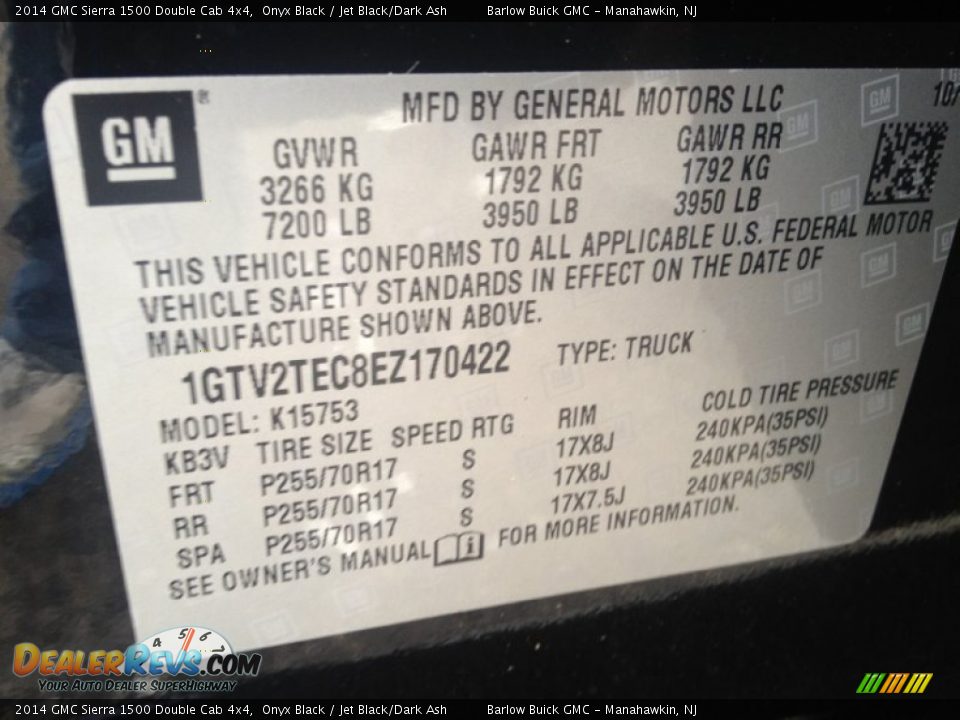 2014 GMC Sierra 1500 Double Cab 4x4, Onyx Black / Jet Black/Dark Ash Barlow Buick GMC - Manahawkin, NJ
GM ®
MFD BY GENERAL MOTORS LLC 10/
GVWR GAWR FRT GAWR RR
3266 KG 1792 KG 1792 KG
7200 LB 3950 LB 3950 LB
THIS VEHICLE CONFORMS TO ALL APPLICABLE U.S. FEDERAL MOTOR
VEHICLE SAFETY STANDARDS IN EFFECT ON THE DATE OF
MANUFACTURE SHOWN ABOVE.
1GTV2TEC8EZ170422 TYPE: TRUCK
MODEL: K15753
KB3V TIRE SIZE SPEED RTG RIM COLD TIRE PRESSURE
FRT P255/70R17 S 17X8J 240KPA(35PSI)
RR P255/70R17 S 17X8J 240KPA(35PSI)
SPA P255/70R17 S 17X7.5J 240KPA(35PSI)
SEE OWNER'S MANUAL FOR MORE INFORMATION.
4 5 6 7
DEALERREVS.COM
YOUR AUTO DEALER SUPERHIGHWAY
2014 GMC Sierra 1500 Double Cab 4x4, Onyx Black / Jet Black/Dark Ash Barlow Buick GMC - Manahawkin, NJ